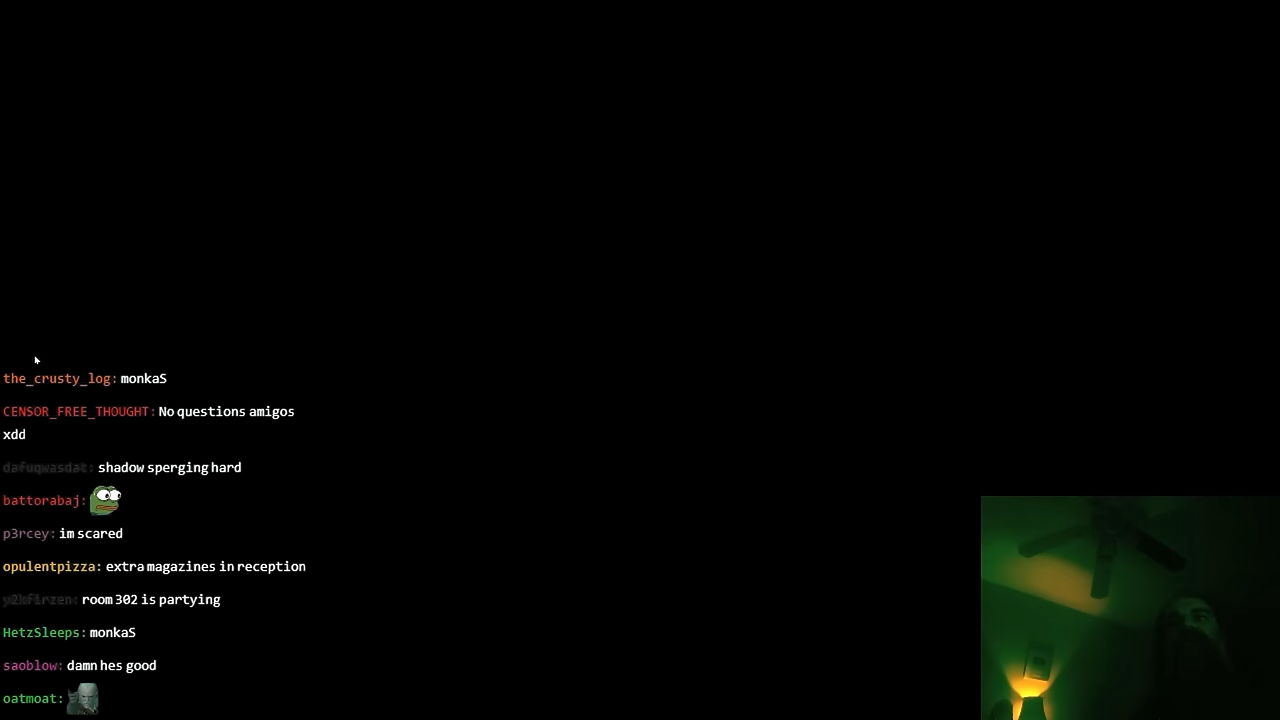 the_crusty_log: monkaS
CENSOR_FREE_THOUGHT: No questions amigos
xdd
dafuqwasdat: shadow sperging hard
battorabaj:
p3rcey: im scared
opulentpizza: extra magazines in reception
room 302 is partying
HetzSleeps: monkaS
saoblow: damn hes good
oatmoat: